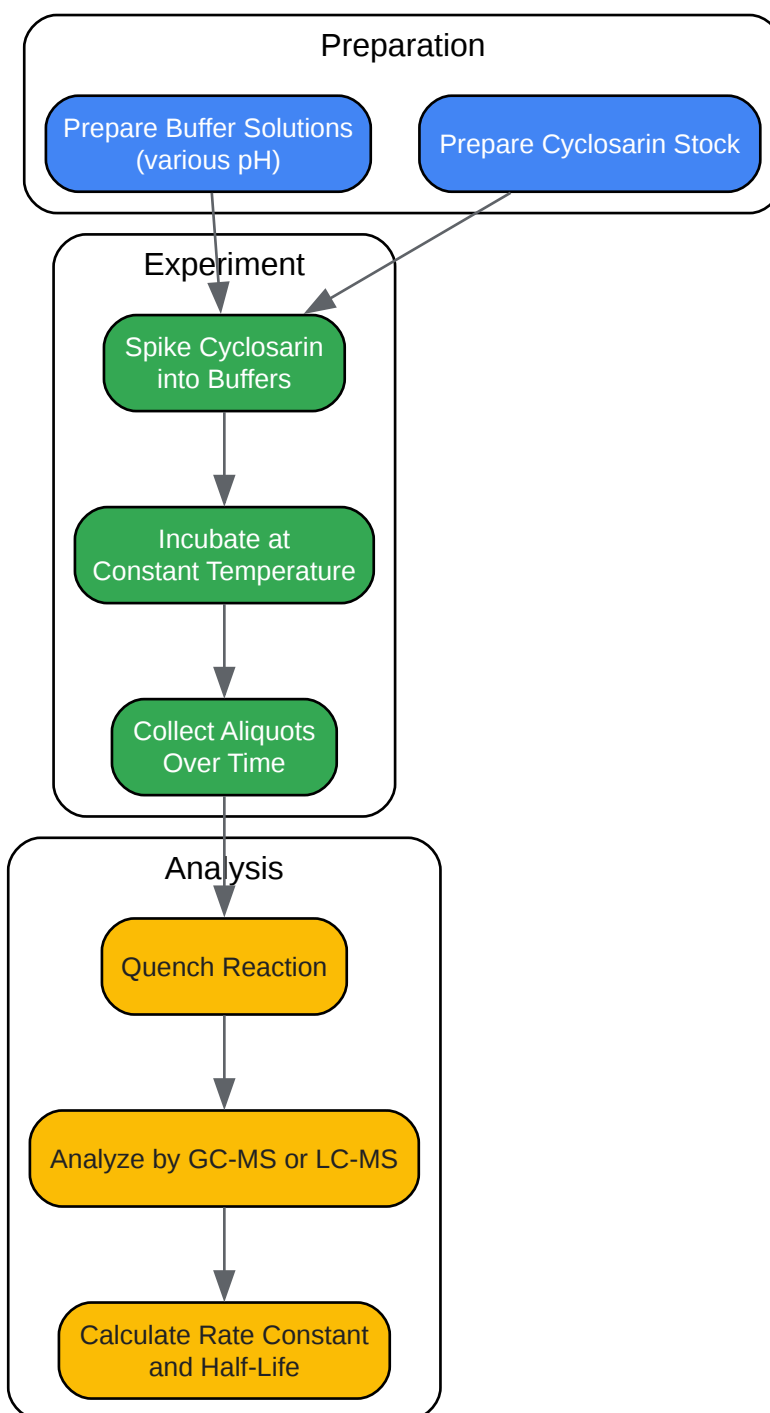 Preparation
Prepare Buffer Solutions
(various pH)
Prepare Cyclosarin Stock
Experiment
Spike Cyclosarin
into Buffers
Incubate at
Constant Temperature
Collect Aliquots
Over Time
Analysis
Quench Reaction
Analyze by GC-MS or LC-MS
Calculate Rate Constant
and Half-Life